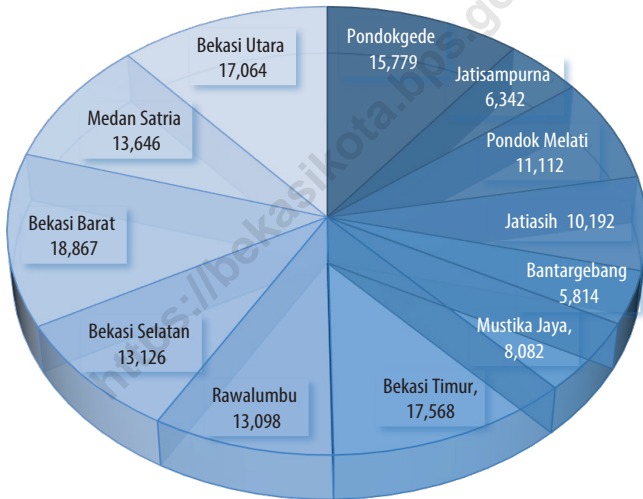 Bekasi Utara
17,064
Pondokgede
15,779
Jatisampurna
6,342
Medan Satria
13,646
Pondok Melati
11,112
Bekasi Barat
18,867
Jatiasih 10,192
Bantargebang
5,814
Mustika Jaya,
8,082
Bekasi Selatan
13,126
Rawalumbu
13,098
Bekasi Timur,
17,568
https://bekasikota.bps.go